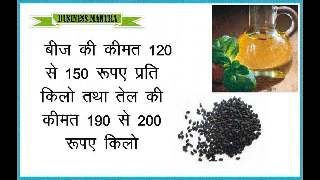 BUSINESS MANTRA
बीज की कीमत 120
से 150 रूपए प्रति
किलो तथा तेल की
कीमत 190 से 200
रूपए किलो